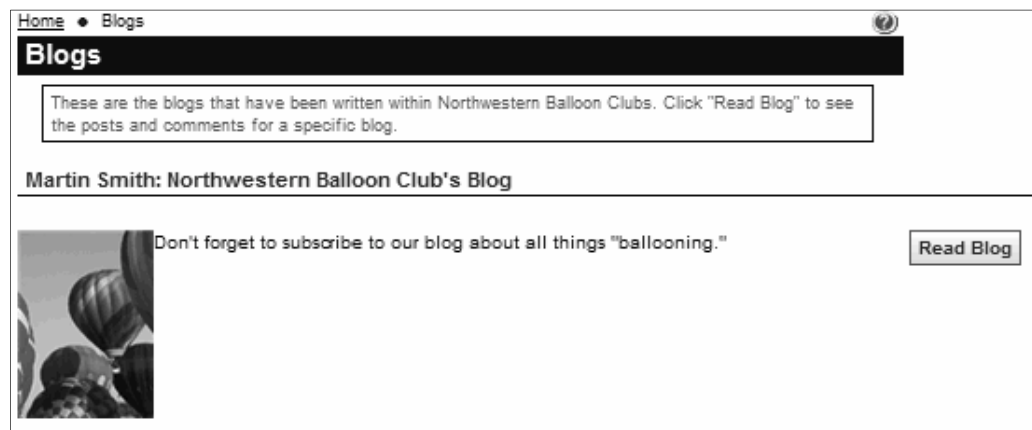 Home ● Blogs
Blogs
These are the blogs that have been written within Northwestern Balloon Clubs. Click "Read Blog" to see
the posts and comments for a specific blog.
Martin Smith: Northwestern Balloon Club's Blog
Don't forget to subscribe to our blog about all things "ballooning."
Read Blog